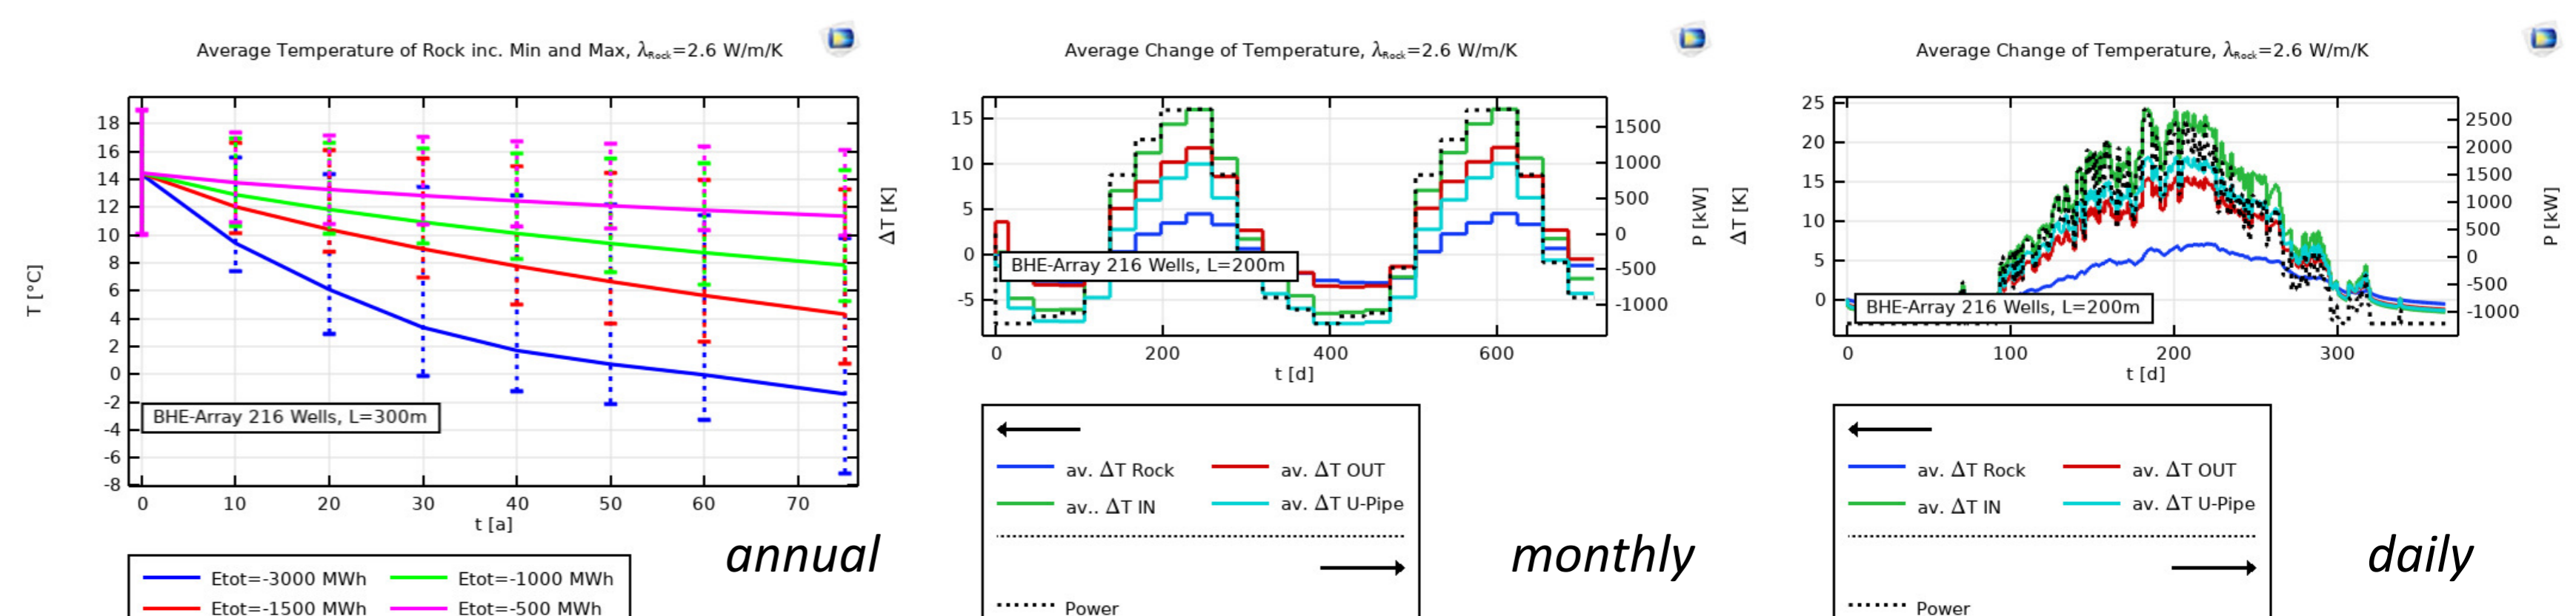 Average Temperature of Rock inc. Min and Max, λRock=2.6 W/m/K
T [°C]
18
16
14
12
10
8
6
4
2
0
-2
-4
-6
-8
BHE-Array 216 Wells, L=300m
0 10 20 30 40 50 60 70
t [a]
annual
Etot=-3000 MWh Etot=-1000 MWh
Etot=-1500 MWh Etot=-500 MWh
Average Change of Temperature, λRock=2.6 W/m/K
ΔT [K]
15
10
5
0
-5
1500
1000
500
0
-500
-1000
P [kW]
BHE-Array 216 Wells, L=200m
0 200 400 600
t [d]
av. ΔT Rock av. ΔT OUT
av.. ΔT IN av. ΔT U-Pipe
monthly
Power
Average Change of Temperature, λRock=2.6 W/m/K
ΔT [K]
25
20
15
10
5
0
2500
2000
1500
1000
500
0
-500
-1000
P [kW]
BHE-Array 216 Wells, L=200m
0 100 200 300
t [d]
av. ΔT Rock av. ΔT OUT
av. ΔT IN av. ΔT U-Pipe
daily
Power